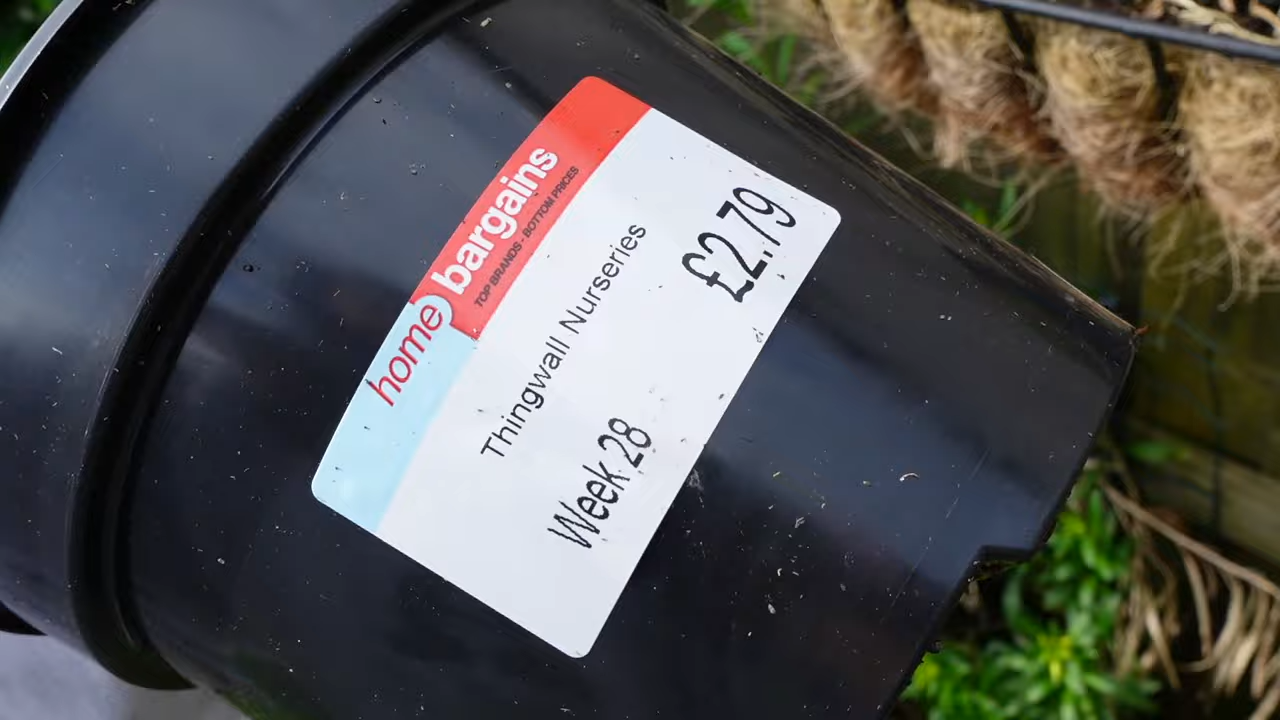 home bargains
TOP BRANDS - BOTTOM PRICES
Thingwall Nurseries
£2.79
Week 28